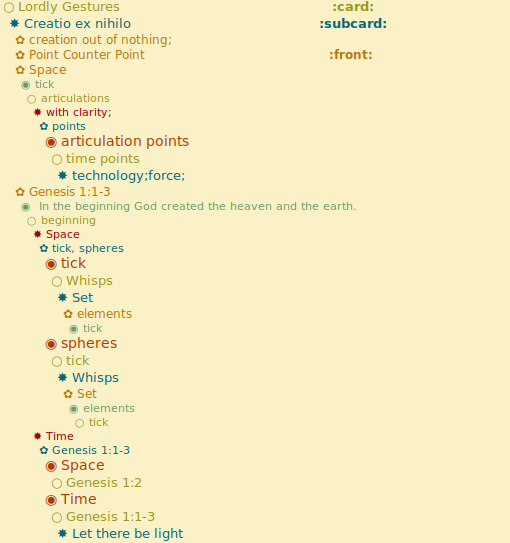 Lordly Gestures :card:
Creatio ex nihilo :subcard:
creation out of nothing;
Point Counter Point :front:
Space
tick
articulations
with clarity;
points
articulation points
time points
technology;force;
Genesis 1:1-3
In the beginning God created the heaven and the earth.
beginning
Space
tick, spheres
tick
Whisps
Set
elements
tick
spheres
tick
Whisps
Set
elements
tick
Time
Genesis 1:1-3
Space
Genesis 1:2
Time
Genesis 1:1-3
Let there be light